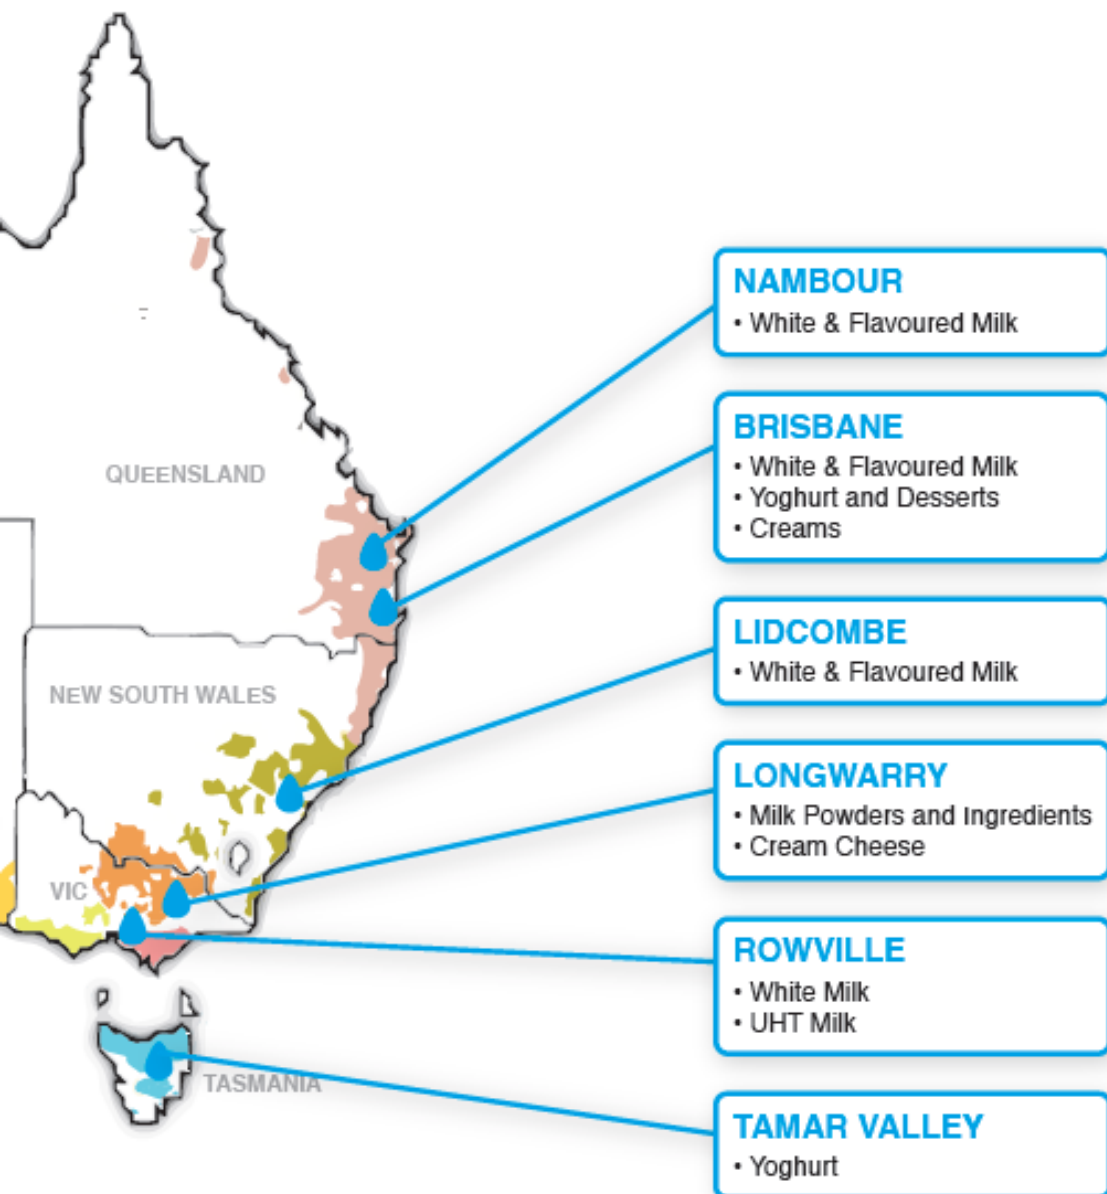 NAMBOUR
• White & Flavoured Milk
BRISBANE
• White & Flavoured Milk
• Yoghurt and Desserts
• Creams
QUEENSLAND
LIDCOMBE
• White & Flavoured Milk
NEW SOUTH WALES
LONGWARRY
• Milk Powders and Ingredients
• Cream Cheese
VIC
ROWVILLE
• White Milk
• UHT Milk
TASMANIA
TAMAR VALLEY
• Yoghurt